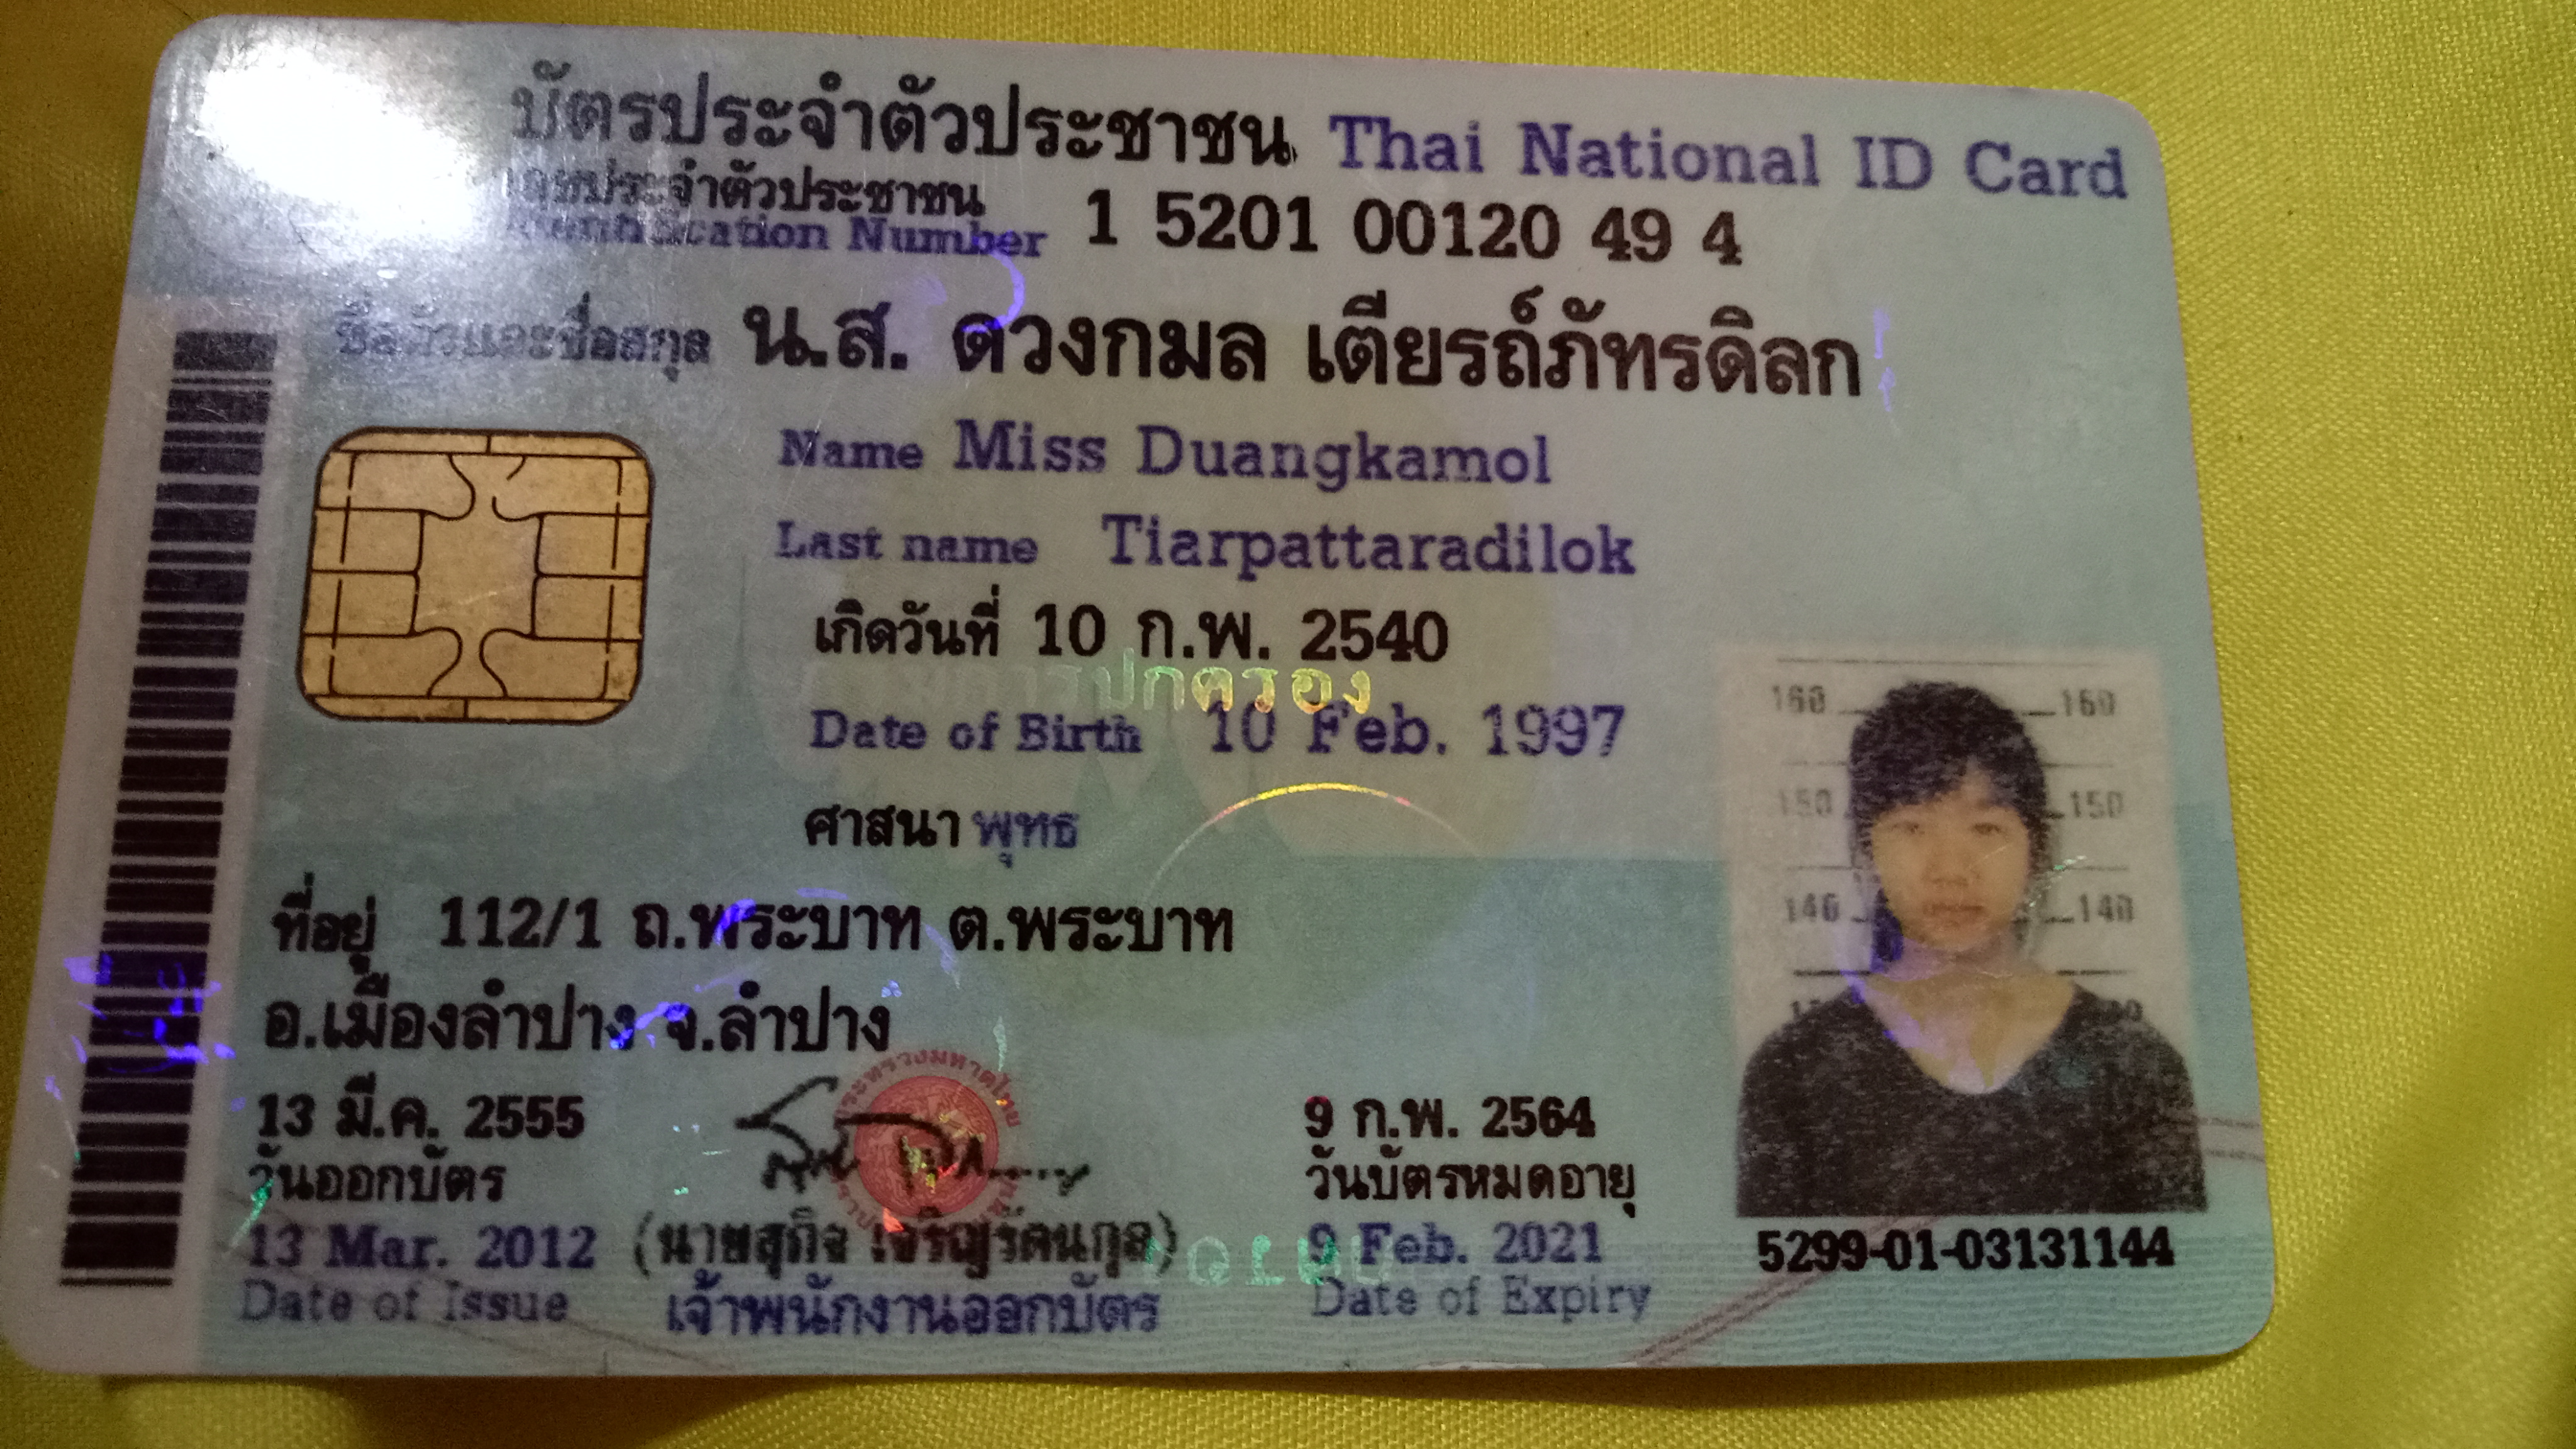 บัตรประจำตัวประชาชน Thai National ID Card
เลขประจำตัวประชาชน
Identification Number 1 5201 00120 49 4
ชื่อตัวและชื่อสกุล น.ส. ดวงกมล เตียรถ์ภัทรดิลก
Name Miss Duangkamol
Last name Tiarpattaradilok
เกิดวันที่ 10 ก.พ. 2540
Date of Birth 10 Feb. 1997
ศาสนา พุทธ
ที่อยู่ 112/1 ถ.พระบาท ต.พระบาท
อ.เมืองลำปาง จ.ลำปาง
160 160
150 150
140 140
13 มี.ค. 2555
วันออกบัตร
13 Mar. 2012
Date of Issue
(นายสุกิจ เจริญรัตนกุล)
เจ้าพนักงานออกบัตร
9 ก.พ. 2564
วันบัตรหมดอายุ
9 Feb. 2021
Date of Expiry
5299-01-03131144